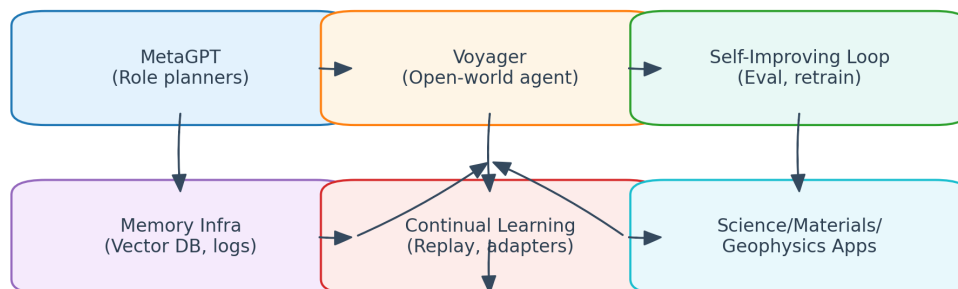 MetaGPT
(Role planners)
Voyager
(Open-world agent)
Self-Improving Loop
(Eval, retrain)
Memory Infra
(Vector DB, logs)
Continual Learning
(Replay, adapters)
Science/Materials/
Geophysics Apps